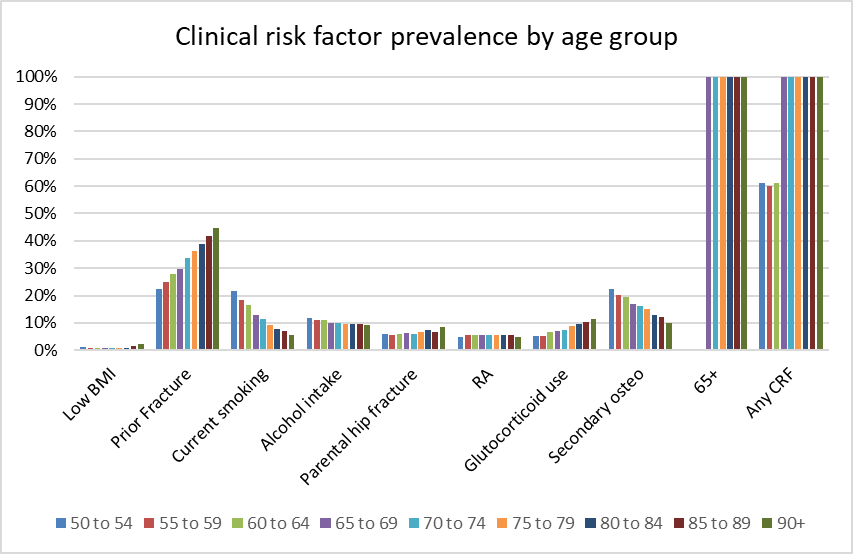 Clinical risk factor prevalence by age group
100%
90%
80%
70%
60%
50%
40%
30%
20%
10%
0%
Low BMI
Prior Fracture
Current smoking
Alcohol intake
Parental hip fracture
RA
Glutocorticoid use
Secondary osteo
65+
Any CRF
50 to 54 55 to 59 60 to 64 65 to 69 70 to 74 75 to 79 80 to 84 85 to 89 90+